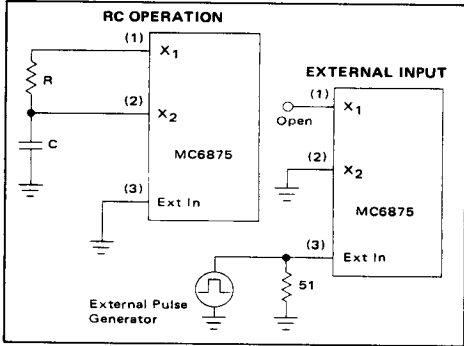 RC OPERATION
(1)
X1
R
(2)
X2
C
MC6875
(3)
Ext In
EXTERNAL INPUT
(1)
X1
Open
(2)
X2
MC6875
(3)
Ext In
51
External Pulse
Generator